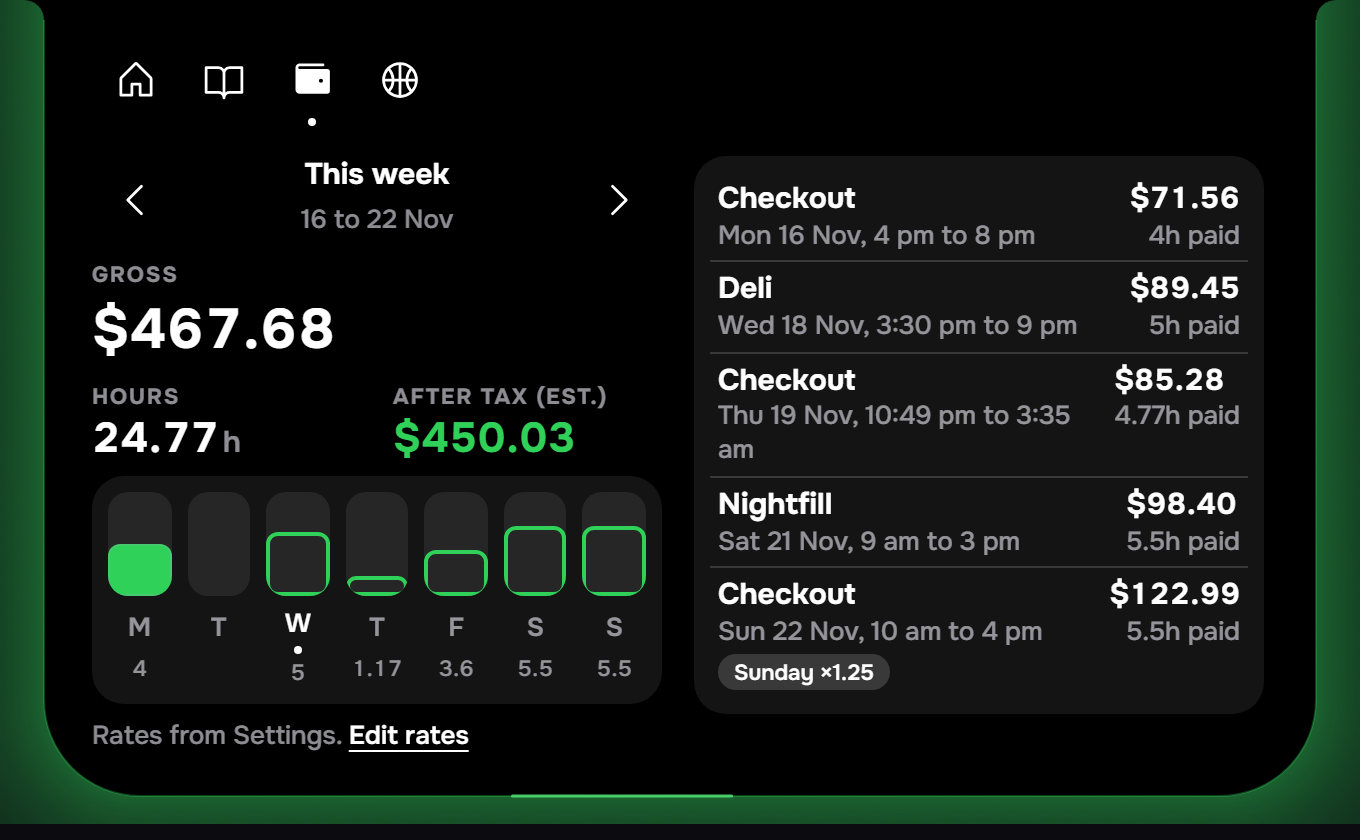 This week
16 to 22 Nov
GROSS
$467.68
HOURS
24.77h
AFTER TAX (EST.)
$450.03
M
T
W
T
F
S
S
4
5
1.17
3.6
5.5
5.5
Rates from Settings. Edit rates
Checkout $71.56
Mon 16 Nov, 4 pm to 8 pm 4h paid
Deli $89.45
Wed 18 Nov, 3:30 pm to 9 pm 5h paid
Checkout $85.28
Thu 19 Nov, 10:49 pm to 3:35 4.77h paid
am
Nightfill $98.40
Sat 21 Nov, 9 am to 3 pm 5.5h paid
Checkout $122.99
Sun 22 Nov, 10 am to 4 pm 5.5h paid
Sunday ×1.25